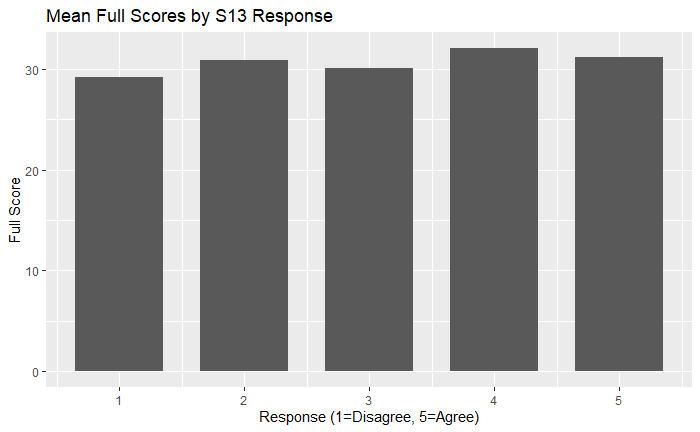 Mean Full Scores by S13 Response
Full Score
30
20
10
0
1 2 3 4 5
Response (1=Disagree, 5=Agree)